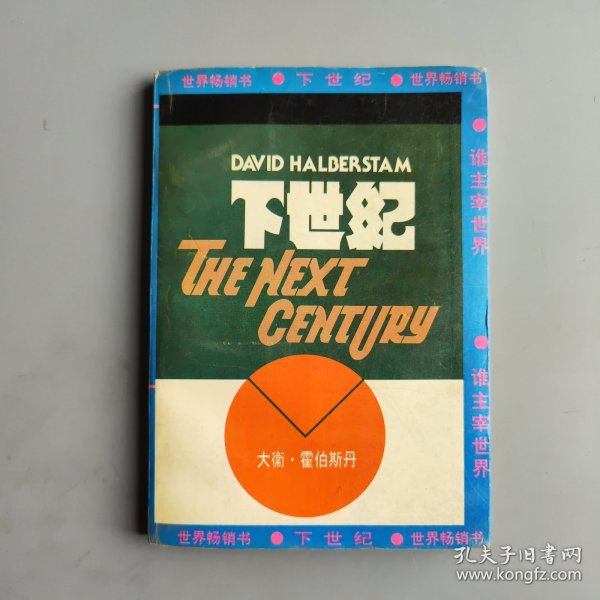 世界畅销书 ● 下世纪 ● 世界畅销书
DAVID HALBERSTAM
下世紀
THE NEXT
CENTURY
大衛·霍伯斯丹
● 谁主宰世界 ● 谁主宰世界
世界畅销书 ● 下世纪 ● 世界畅销书
孔夫子旧书网
www.kongfz.com